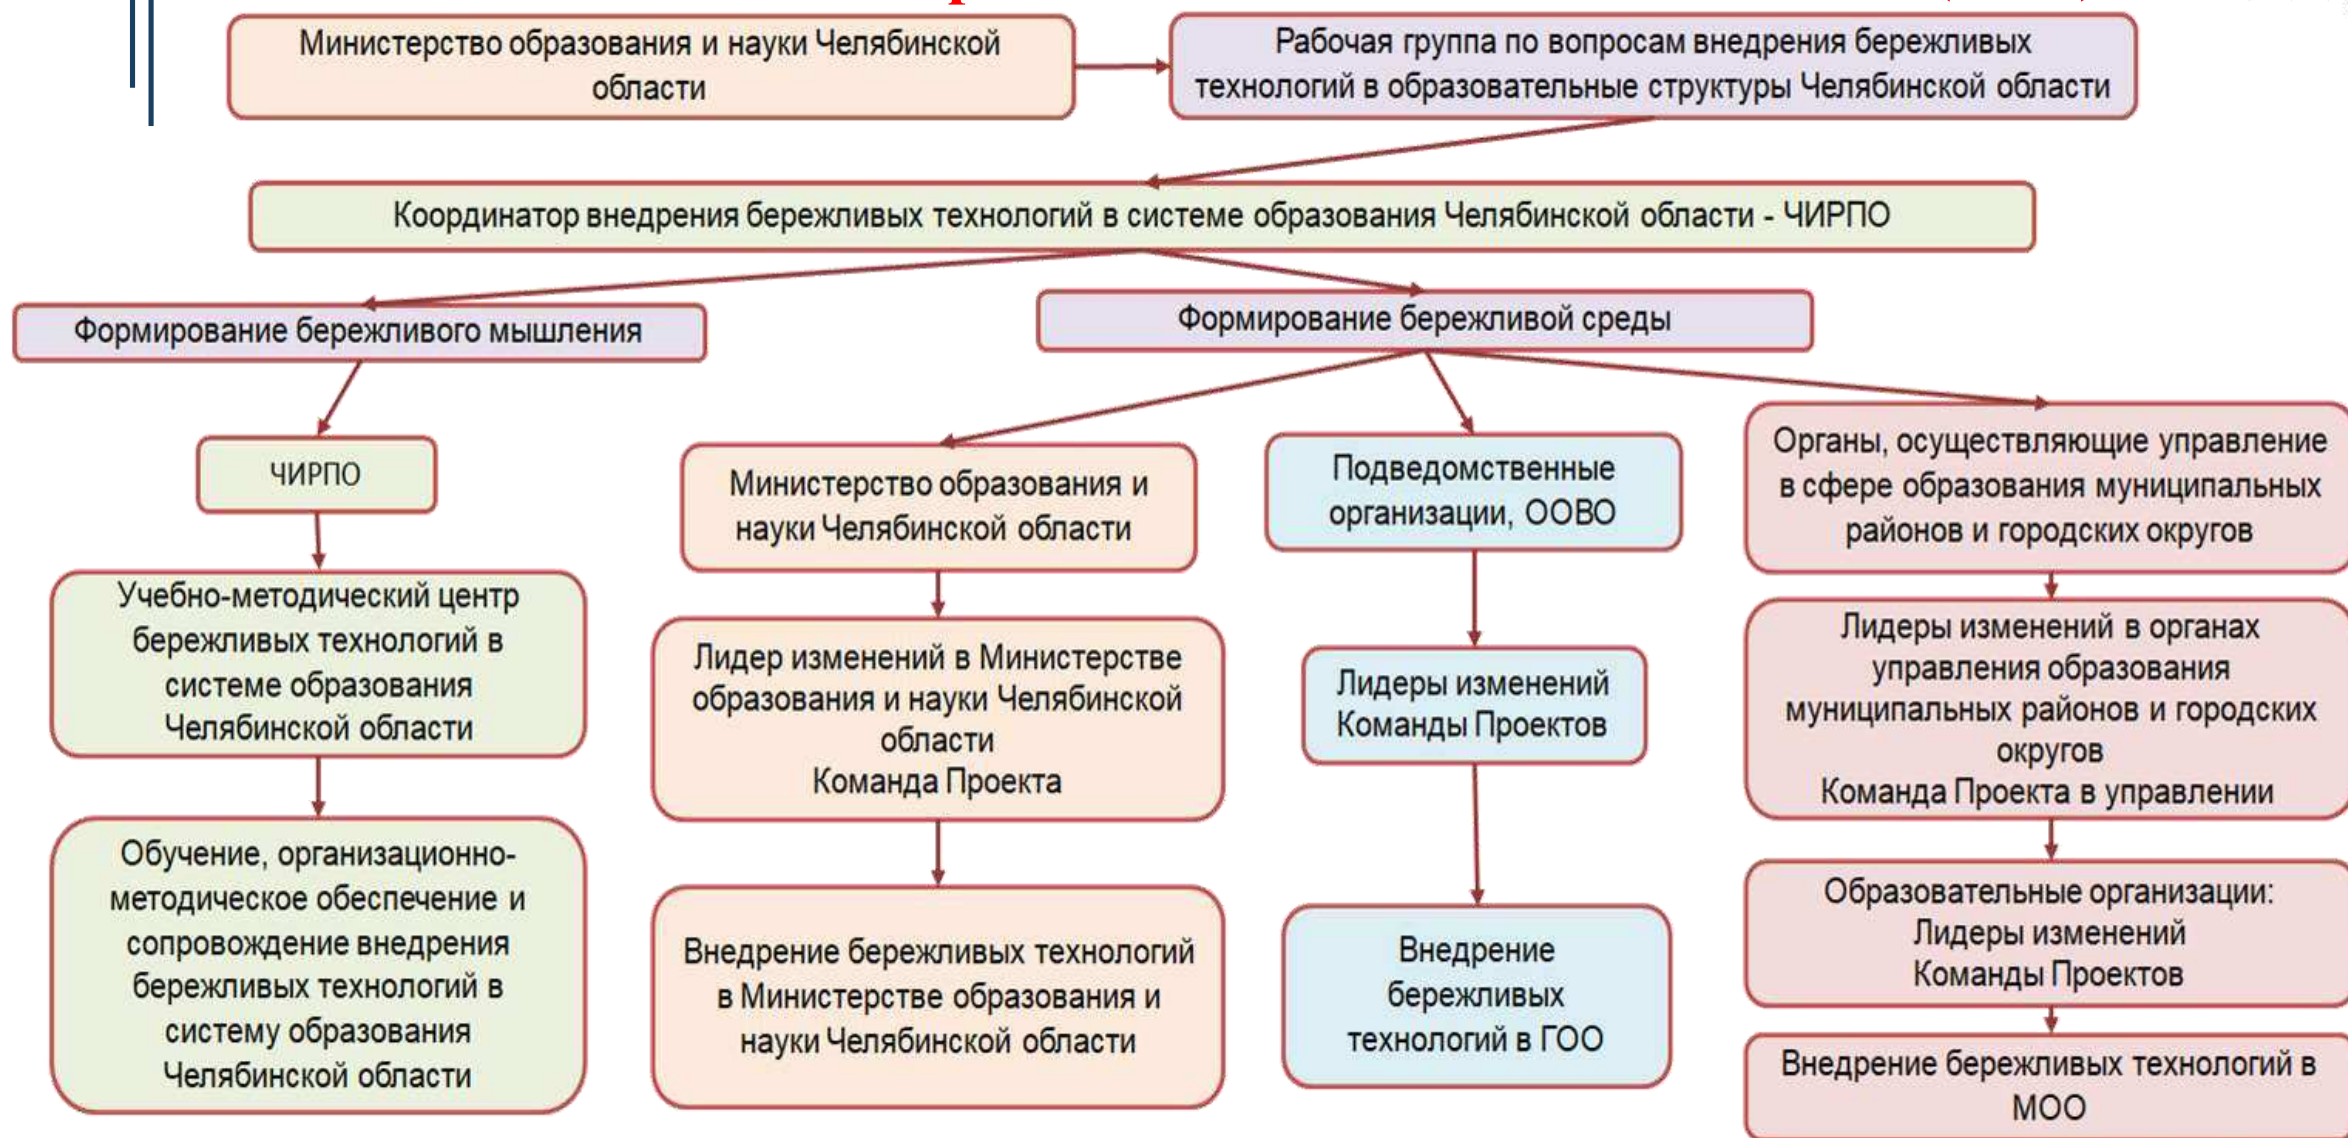 Министерство образования и науки Челябинской
области
Рабочая группа по вопросам внедрения бережливых
технологий в образовательные структуры Челябинской области
Координатор внедрения бережливых технологий в системе образования Челябинской области - ЧИРПО
Формирование бережливого мышления
Формирование бережливой среды
ЧИРПО
Учебно-методический центр
бережливых технологий в
системе образования
Челябинской области
Обучение, организационно-
методическое обеспечение и
сопровождение внедрения
бережливых технологий в
систему образования
Челябинской области
Министерство образования и
науки Челябинской области
Лидер изменений в Министерстве
образования и науки Челябинской
области
Команда Проекта
Внедрение бережливых технологий
в Министерстве образования и
науки Челябинской области
Подведомственные
организации, ООВО
Лидеры изменений
Команды Проектов
Внедрение
бережливых
технологий в ГОО
Органы, осуществляющие управление
в сфере образования муниципальных
районов и городских округов
Лидеры изменений в органах
управления образования
муниципальных районов и городских
округов
Команда Проекта в управлении
Образовательные организации:
Лидеры изменений
Команды Проектов
Внедрение бережливых технологий в
МОО